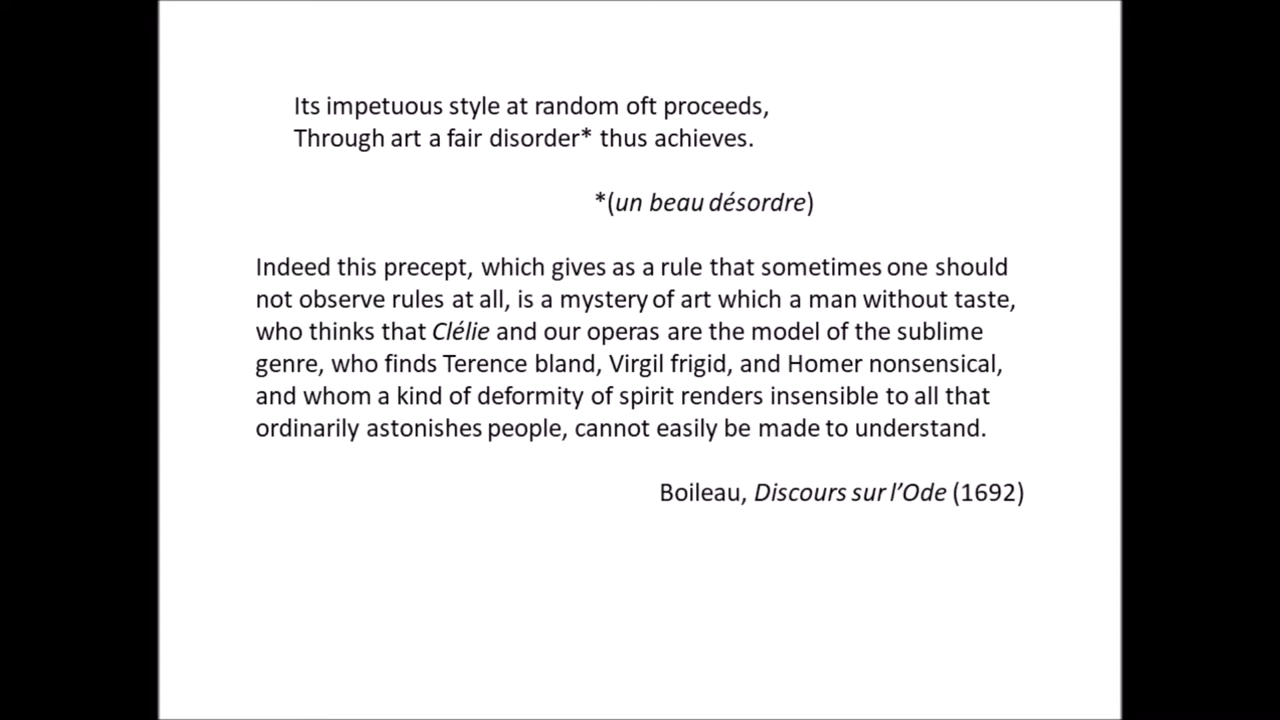 Its impetuous style at random oft proceeds,
Through art a fair disorder* thus achieves.
*(un beau désordre)
Indeed this precept, which gives as a rule that sometimes one should
not observe rules at all, is a mystery of art which a man without taste,
who thinks that Clélie and our operas are the model of the sublime
genre, who finds Terence bland, Virgil frigid, and Homer nonsensical,
and whom a kind of deformity of spirit renders insensible to all that
ordinarily astonishes people, cannot easily be made to understand.
Boileau, Discours sur l’Ode (1692)